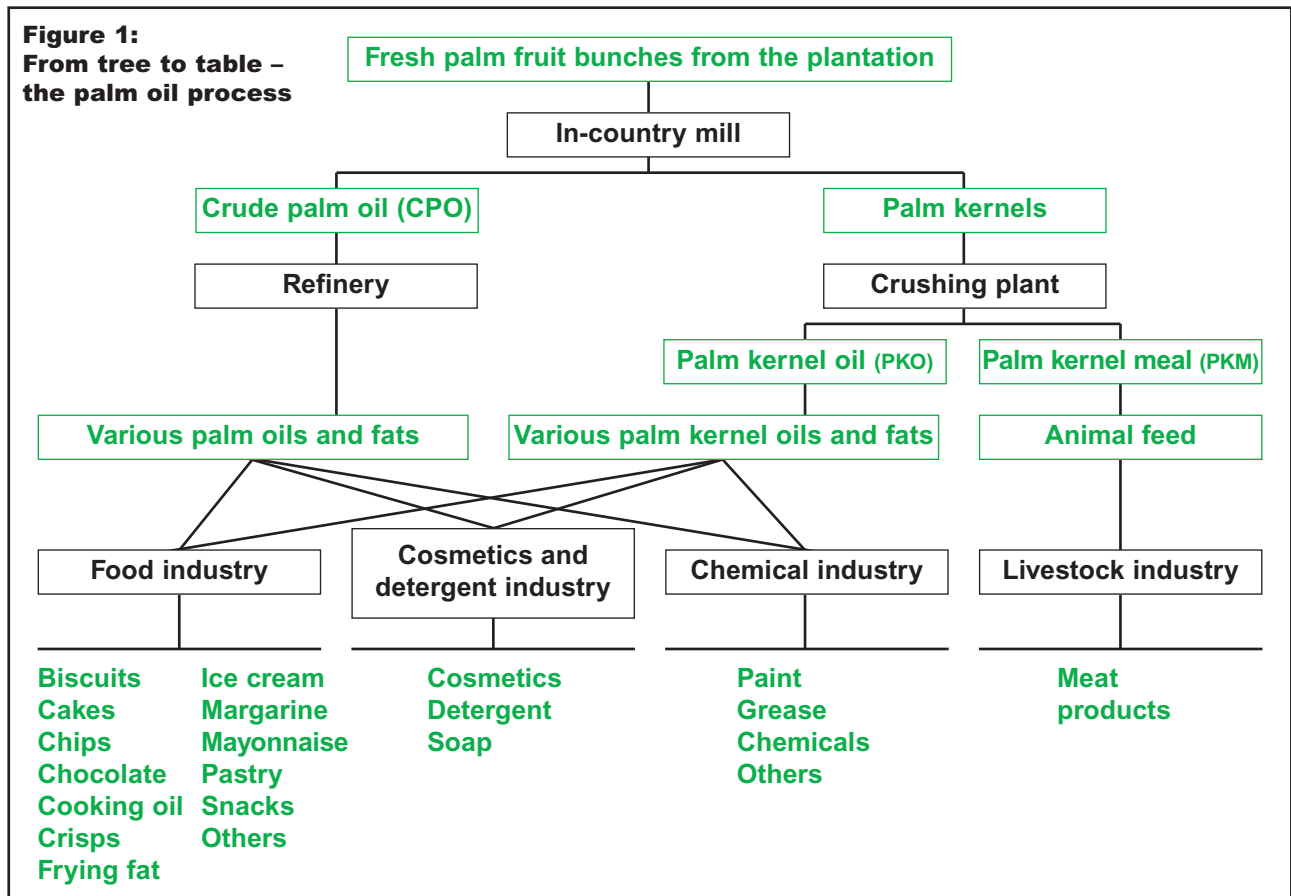 Figure 1:
From tree to table –
the palm oil process
Fresh palm fruit bunches from the plantation
In-country mill
Crude palm oil (CPO)
Palm kernels
Refinery
Crushing plant
Palm kernel oil (PKO)
Palm kernel meal (PKM)
Various palm oils and fats
Various palm kernel oils and fats
Animal feed
Food industry
Cosmetics and
detergent industry
Chemical industry
Livestock industry
Biscuits
Cakes
Chips
Chocolate
Cooking oil
Crisps
Frying fat
Ice cream
Margarine
Mayonnaise
Pastry
Snacks
Others
Cosmetics
Detergent
Soap
Paint
Grease
Chemicals
Others
Meat
products